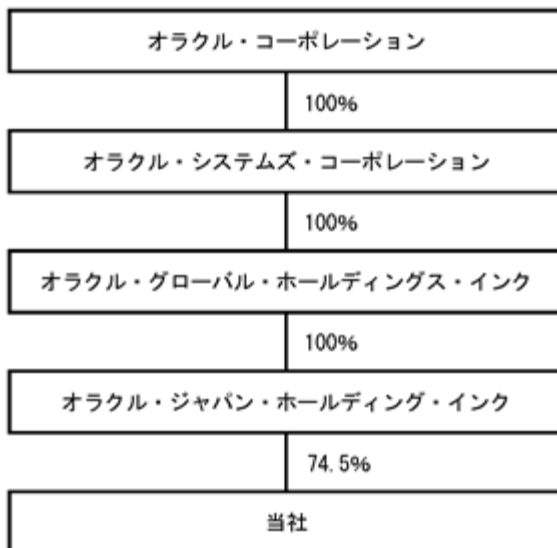 オラクル・コーポレーション
100%
オラクル・システムズ・コーポレーション
100%
オラクル・グローバル・ホールディングス・インク
100%
オラクル・ジャパン・ホールディング・インク
74.5%
当社